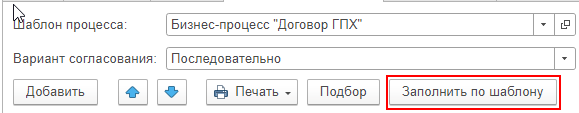 Шаблон процесса: Бизнес-процесс "Договор ГПХ"
Вариант согласования: Последовательно
Добавить Печать Подбор Заполнить по шаблону